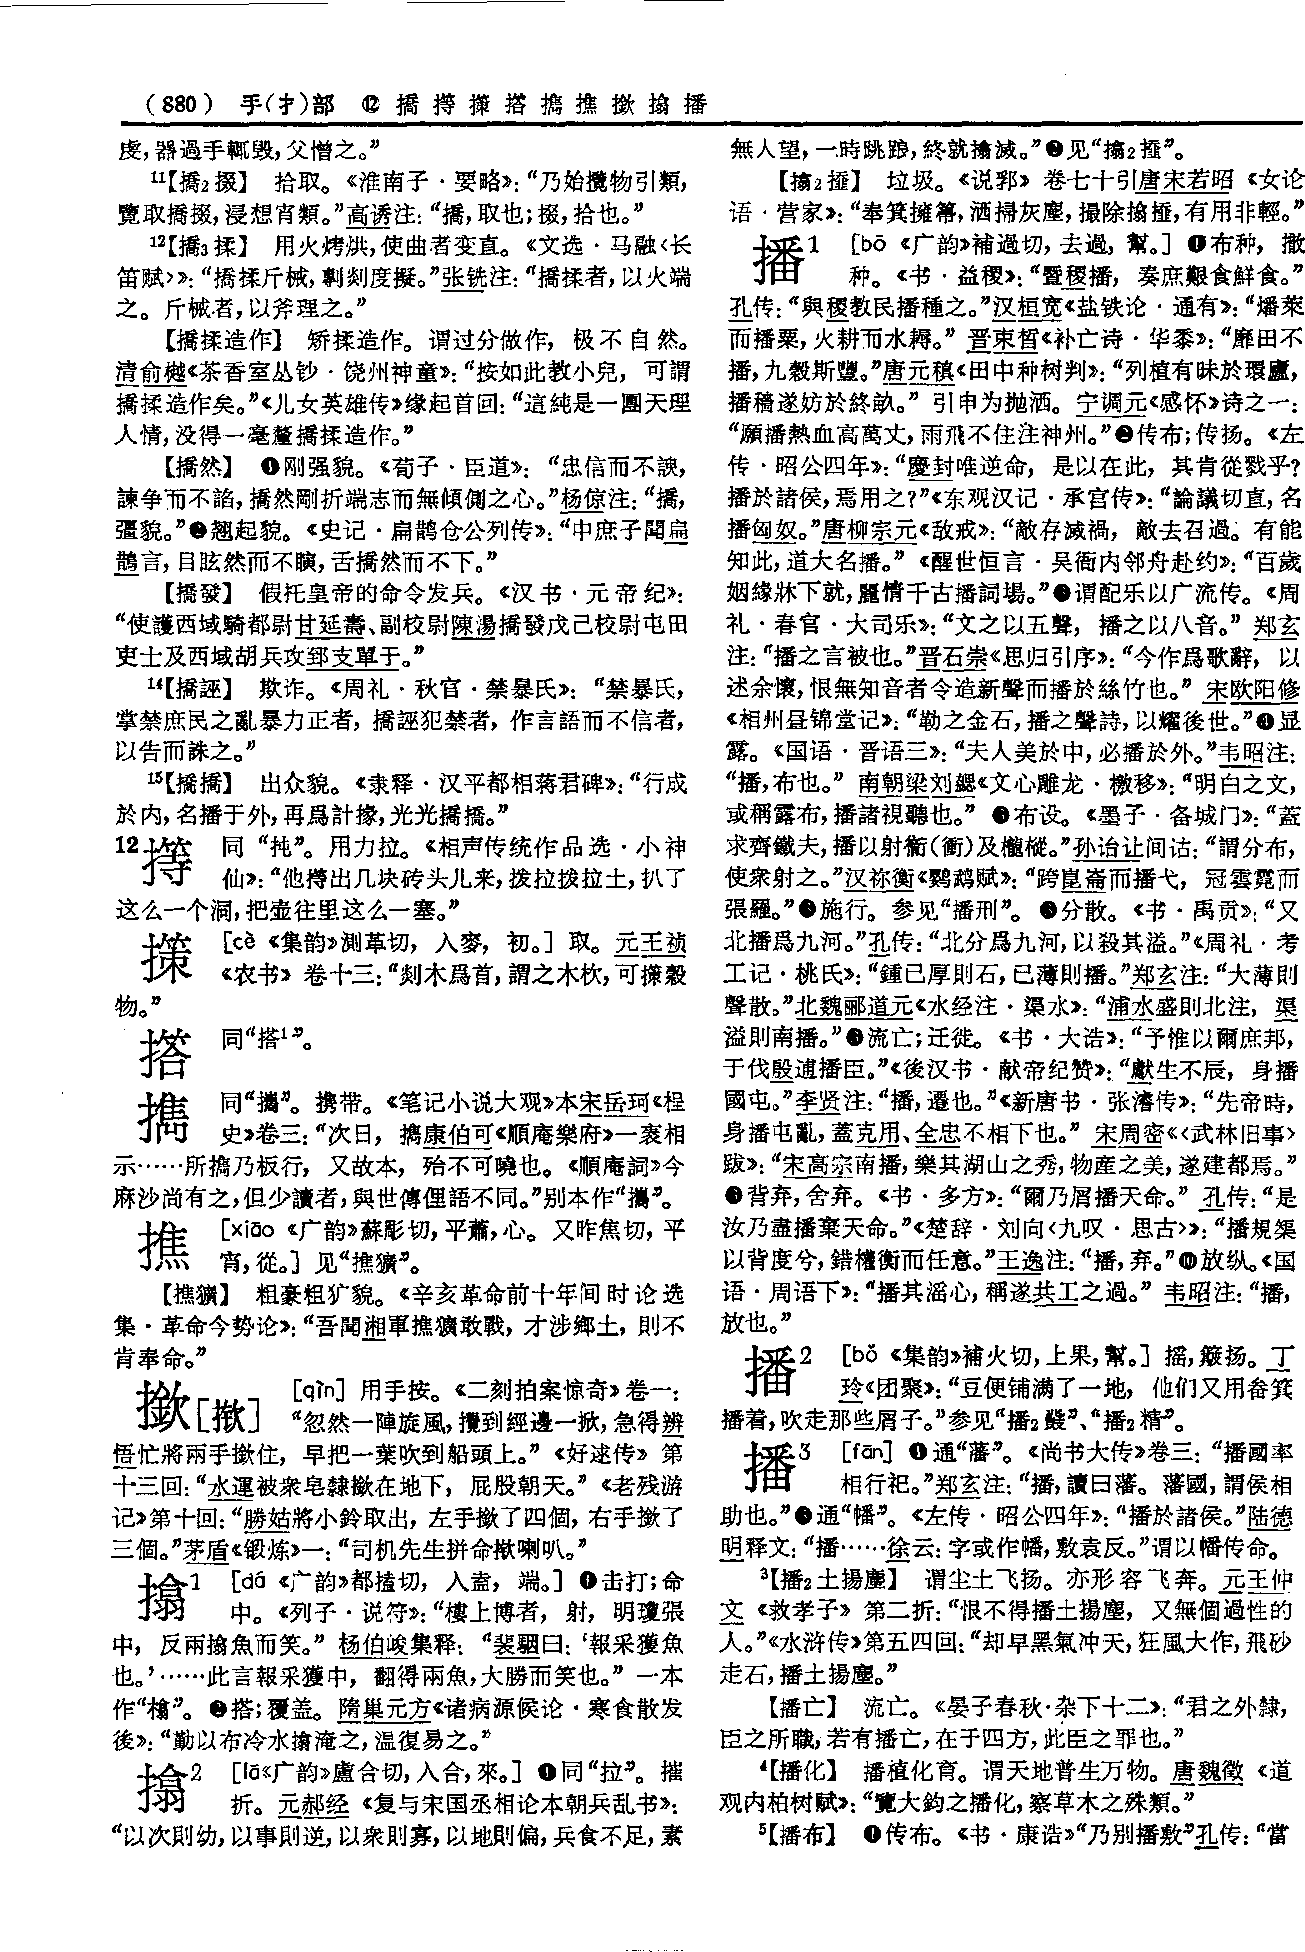 (880) 手(扌)部 ⑫ 撟 撜 擌 撘 擕 撨 撳 搚 播
虔,器過手輒毁,父憎之。”
¹¹【撟₂掇】 拾取。《淮南子·要略》:“乃始攬物引類,
覽取撟掇,浸想宵類。”高诱注:“撟,取也;掇,拾也。”
¹²【撟₃揉】 用火烤烘,使曲者变直。《文选·马融〈长
笛赋〉》:“撟揉斤械,剸剡度擬。”张铣注:“撟揉者,以火端
之。斤械者,以斧理之。”
【撟揉造作】 矫揉造作。谓过分做作,极不自然。
清俞樾《茶香室丛钞·饶州神童》:“按如此教小兒,可謂
撟揉造作矣。”《儿女英雄传》缘起首回:“這純是一團天理
人情,没得一毫釐撟揉造作。”
【撟然】 ❶刚强貌。《荀子·臣道》:“忠信而不諛,
諫争而不諂,撟然剛折端志而無傾側之心。”杨倞注:“撟,
彊貌。”❷翘起貌。《史记·扁鹊仓公列传》:“中庶子聞扁
鵲言,目眩然而不瞚,舌撟然而不下。”
【撟發】 假托皇帝的命令发兵。《汉书·元帝纪》:
“使護西域騎都尉甘延壽、副校尉陳湯撟發戊己校尉屯田
吏士及西域胡兵攻郅支單于。”
¹⁴【撟誣】 欺诈。《周礼·秋官·禁暴氏》:“禁暴氏,
掌禁庶民之亂暴力正者,撟誣犯禁者,作言語而不信者,
以告而誅之。”
¹⁵【撟撟】 出众貌。《隶释·汉平都相蒋君碑》:“行成
於内,名播于外,再爲計掾,光光撟撟。”
12 同“扽”。用力拉。《相声传统作品选·小神
仙》:“他撜出几块砖头儿来,拨拉拨拉土,扒了
这么一个洞,把壶往里这么一塞。”
[cè 《集韵》測革切,入麥,初。] 取。元王祯
《农书》卷十三:“剡木爲首,謂之木杴,可㩍穀
物。”
撘 同“搭¹”。
擕 同“攜”。携带。《笔记小说大观》本宋岳珂《桯
史》卷三:“次日,擕康伯可《順庵樂府》一袠相
示……所擕乃板行,又故本,殆不可曉也。《順庵詞》今
麻沙尚有之,但少讀者,與世傳俚語不同。”别本作“攜”。
撨 [xiāo 《广韵》蘇彫切,平蕭,心。又昨焦切,平
宵,從。] 见“撨獷”。
【撨獷】 粗豪粗犷貌。《辛亥革命前十年间时论选
集·革命今势论》:“吾聞湘軍撨獷敢戰,才涉鄉土,則不
肯奉命。”
撳[揿] [qìn] 用手按。《二刻拍案惊奇》卷一:
“忽然一陣旋風,攪到經邊一掀,急得辨
悟忙將兩手撳住,早把一葉吹到船頭上。”《好逑传》第
十三回:“水運被衆皂隸撳在地下,屁股朝天。”《老残游
记》第十回:“勝姑將小鈴取出,左手撳了四個,右手撳了
三個。”茅盾《锻炼》一:“司机先生拼命揿喇叭。”
搚1 [dá 《广韵》都榼切,入盍,端。] ❶击打;命
中。《列子·说符》:“樓上博者,射,明瓊張
中,反兩搚魚而笑。”杨伯峻集释:“裴駰曰:‘報采獲魚
也。’……此言報采獲中,翻得兩魚,大勝而笑也。”一本
作“㯓”。❷搭;覆盖。隋巢元方《诸病源候论·寒食散发
後》:“勤以布冷水搚淹之,温復易之。”
搚2 [lā《广韵》盧合切,入合,來。] ❶同“拉”。摧
折。元郝经《复与宋国丞相论本朝兵乱书》:
“以次則幼,以事則逆,以衆則寡,以地則偏,兵食不足,素
無人望,一時跳踉,終就搚滅。”❷见“搚₂㩉”。
【搚₂㩉】 垃圾。《说郛》卷七十引唐宋若昭《女论
语·营家》:“奉箕擁箒,洒掃灰塵,撮除搚㩉,有用非輕。”
播1 [bō 《广韵》補過切,去過,幫。] ❶布种,撒
种。《书·益稷》:“暨稷播,奏庶艱食鮮食。”
孔传:“與稷教民播種之。”汉桓宽《盐铁论·通有》:“燔萊
而播粟,火耕而水耨。”晋束皙《补亡诗·华黍》:“靡田不
播,九穀斯豐。”唐元稹《田中种树判》:“列植有昧於環廬,
播穡遂妨於終畝。”引申为抛洒。宁调元《感怀》诗之一:
“願播熱血高萬丈,雨飛不住注神州。”❷传布;传扬。《左
传·昭公四年》:“慶封唯逆命,是以在此,其肯從戮乎?
播於諸侯,焉用之?”《东观汉记·承宫传》:“論議切直,名
播匈奴。”唐柳宗元《敌戒》:“敵存滅禍,敵去召過。有能
知此,道大名播。”《醒世恒言·吴衙内邻舟赴约》:“百歲
姻緣牀下就,麗情千古播詞場。”❸谓配乐以广流传。《周
礼·春官·大司乐》:“文之以五聲,播之以八音。”郑玄
注:“播之言被也。”晋石崇《思归引序》:“今作爲歌辭,以
述余懷,恨無知音者令造新聲而播於絲竹也。”宋欧阳修
《相州昼锦堂记》:“勒之金石,播之聲詩,以耀後世。”❹显
露。《国语·晋语三》:“夫人美於中,必播於外。”韦昭注:
“播,布也。”南朝梁刘勰《文心雕龙·檄移》:“明白之文,
或稱露布,播諸視聽也。”❺布设。《墨子·备城门》:“蓋
求齊鐵夫,播以射𧗾(衝)及櫳樅。”孙诒让间诂:“謂分布,
使衆射之。”汉祢衡《鹦鹉赋》:“跨崑崙而播弋,冠雲霓而
張羅。”❻施行。参见“播刑”。❼分散。《书·禹贡》:“又
北播爲九河。”孔传:“北分爲九河,以殺其溢。”《周礼·考
工记·㮚氏》:“鍾已厚則石,已薄則播。”郑玄注:“大薄則
聲散。”北魏郦道元《水经注·渠水》:“浦水盛則北注,渠
溢則南播。”❽流亡;迁徙。《书·大诰》:“予惟以爾庶邦,
于伐殷逋播臣。”《後汉书·献帝纪赞》:“獻生不辰,身播
國屯。”李贤注:“播,遷也。”《新唐书·张濬传》:“先帝時,
身播屯亂,蓋克用、全忠不相下也。”宋周密《〈武林旧事〉
跋》:“宋高宗南播,樂其湖山之秀,物產之美,遂建都焉。”
❾背弃,舍弃。《书·多方》:“爾乃屑播天命。”孔传:“是
汝乃盡播棄天命。”《楚辞·刘向〈九叹·思古〉》:“播規榘
以背度兮,錯權衡而任意。”王逸注:“播,弃。”❿放纵。《国
语·周语下》:“播其淫心,稱遂共工之過。”韦昭注:“播,
放也。”
播2 [bǒ 《集韵》補火切,上果,幫。] 摇,簸扬。丁
玲《团聚》:“豆便铺满了一地,他们又用畚箕
播着,吹走那些屑子。”参见“播₂䃺”、“播₂精”。
播3 [fān] ❶通“藩”。《尚书大传》卷三:“播國率
相行祀。”郑玄注:“播,讀曰藩。藩國,謂侯相
助也。”❷通“幡”。《左传·昭公四年》:“播於諸侯。”陆德
明释文:“播……徐云:字或作幡,敷袁反。”谓以幡传命。
³【播₂土揚塵】 谓尘土飞扬。亦形容飞奔。元王仲
文《救孝子》第二折:“恨不得播土揚塵,又無個過性的
人。”《水浒传》第五四回:“却早黑氣冲天,狂風大作,飛砂
走石,播土揚塵。”
【播亡】 流亡。《晏子春秋·杂下十二》:“君之外隸,
臣之所職,若有播亡,在于四方,此臣之罪也。”
⁴【播化】 播植化育。谓天地普生万物。唐魏徵《道
观内柏树赋》:“覽大鈞之播化,察草木之殊類。”
⁵【播布】 ❶传布。《书·康诰》“乃别播敷”孔传:“當